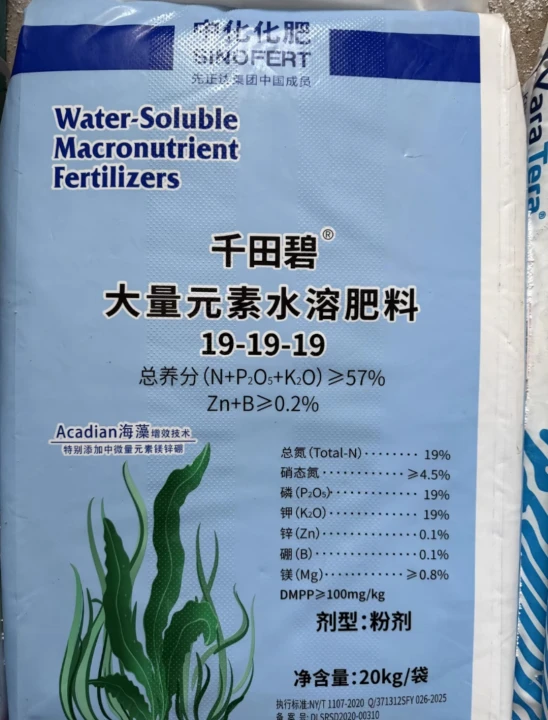 中化化肥
SINOFERT
先正达集团中国成员
Water-Soluble
Macronutrient
Fertilizers
千田碧®
大量元素水溶肥料
19-19-19
总养分(N+P₂O₅+K₂O)≥57%
Zn+B≥0.2%
Acadian海藻增效技术
特别添加中微量元素镁锌硼
总氮(Total-N)········ 19%
硝态氮············≥4.5%
磷(P₂O₅)············ 19%
钾(K₂O)············ 19%
锌(Zn)············ 0.1%
硼(B)············ 0.1%
镁(Mg)············≥0.8%
DMPP≥100mg/kg
剂型:粉剂
净含量:20kg/袋
执行标准:NY/T 1107-2020 Q/371312SFY 026-2025
备 案 号:DLSRSD2020-00310
YaraTera®